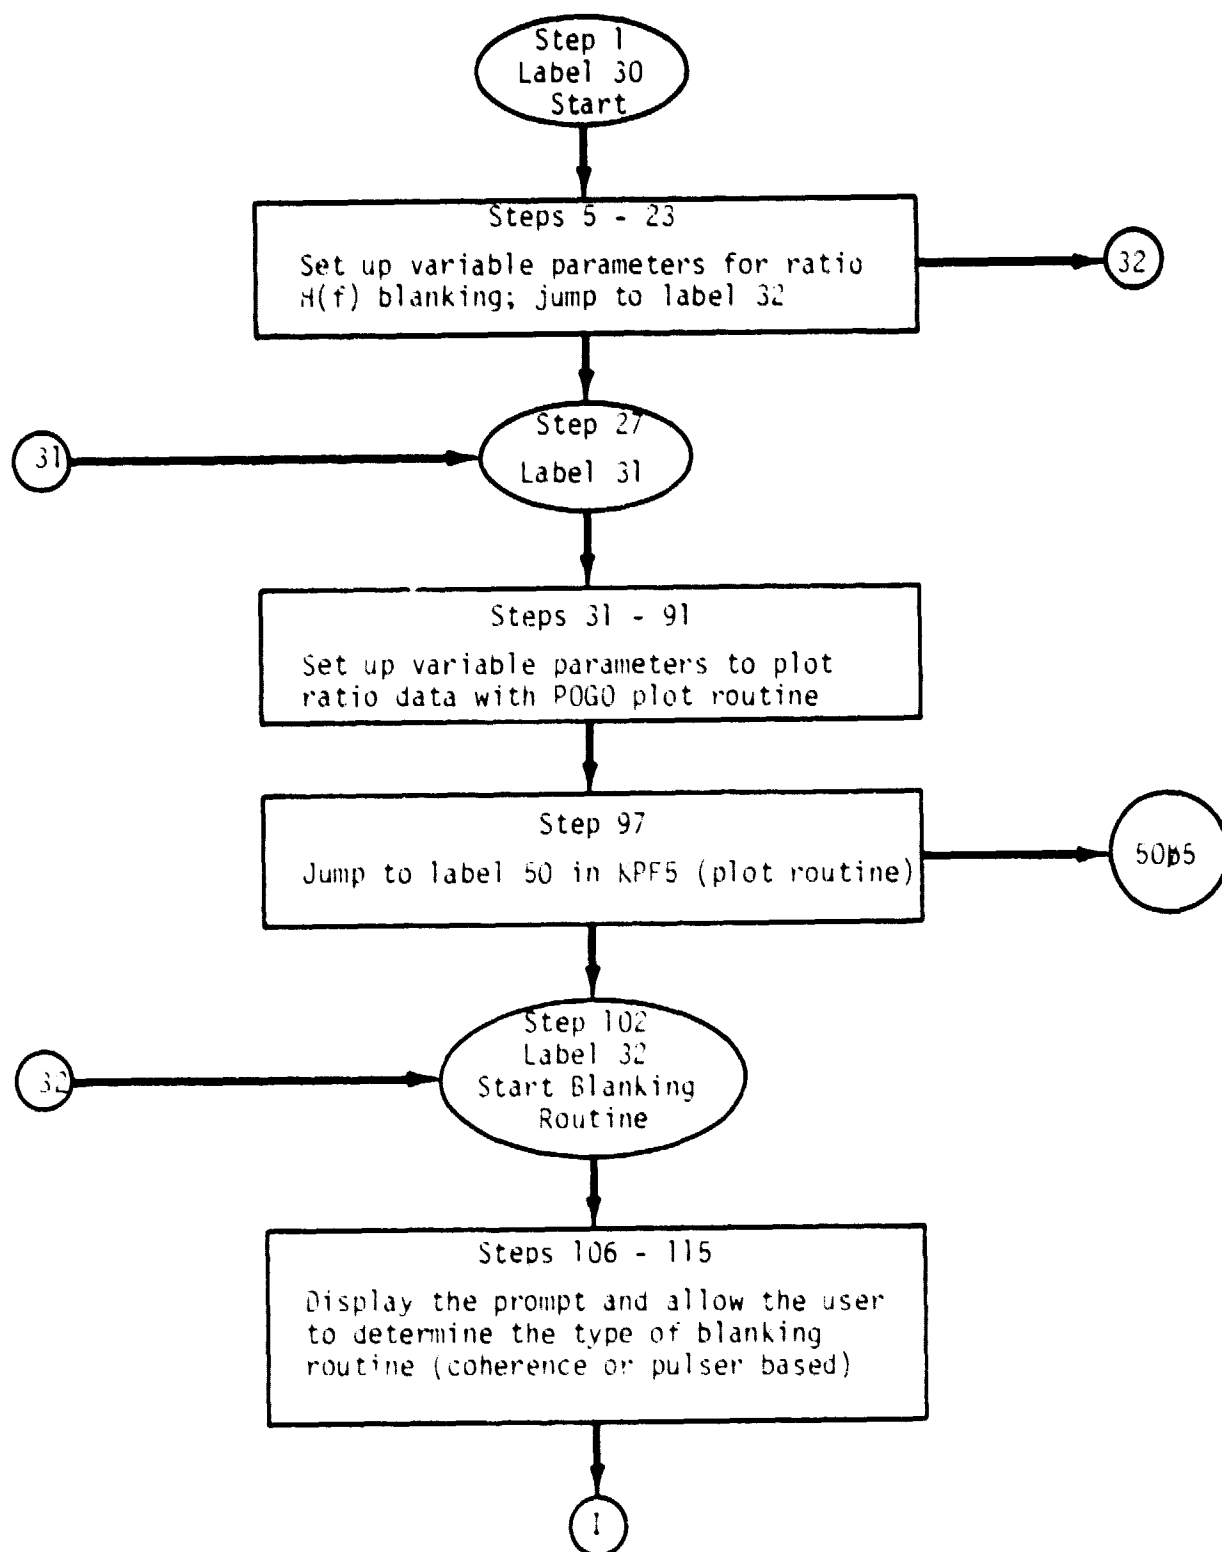 Step 1
Label 30
Start
Steps 5 - 23
Set up variable parameters for ratio
H(f) blanking; jump to label 32
32
Step 27
Label 31
31
Steps 31 - 91
Set up variable parameters to plot
ratio data with POGO plot routine
Step 97
Jump to label 50 in KPF5 (plot routine)
50þ5
Step 102
Label 32
Start Blanking
Routine
32
Steps 106 - 115
Display the prompt and allow the user
to determine the type of blanking
routine (coherence or pulser based)
1